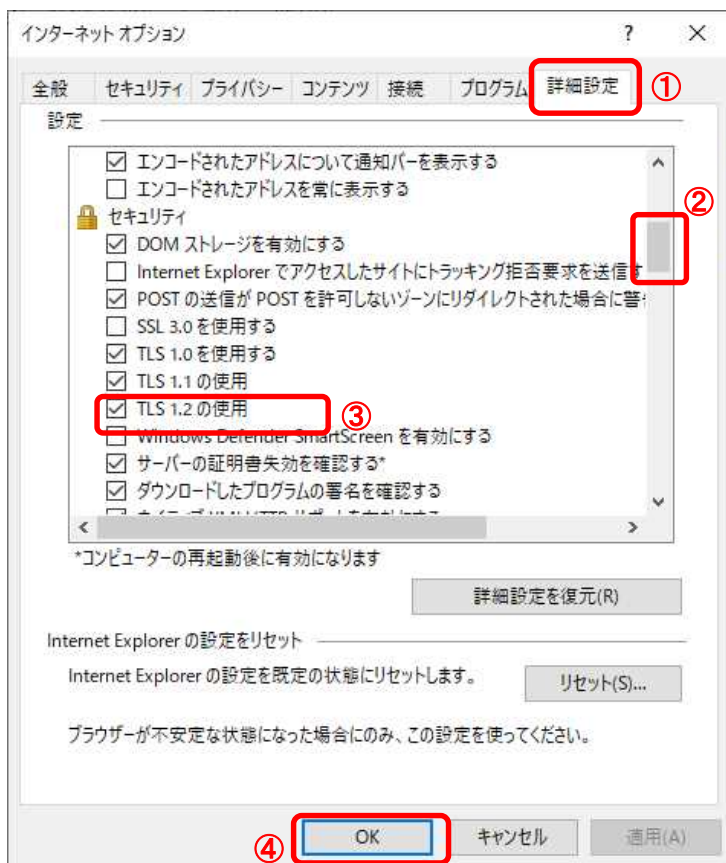 インターネット オプション ? ×
全般 セキュリティ プライバシー コンテンツ 接続 プログラム 詳細設定 ①
設定
エンコードされたアドレスについて通知バーを表示する
エンコードされたアドレスを常に表示する
②
セキュリティ
DOM ストレージを有効にする
Internet Explorer でアクセスしたサイトにトラッキング拒否要求を送信す
POST の送信が POST を許可しないゾーンにリダイレクトされた場合に警
SSL 3.0 を使用する
TLS 1.0 を使用する
TLS 1.1 の使用
TLS 1.2 の使用 ③
Windows Defender SmartScreen を有効にする
サーバーの証明書失効を確認する*
ダウンロードしたプログラムの署名を確認する
*コンピューターの再起動後に有効になります
詳細設定を復元(R)
Internet Explorer の設定をリセット
Internet Explorer の設定を既定の状態にリセットします。
リセット(S)...
ブラウザーが不安定な状態になった場合にのみ、この設定を使ってください。
④ OK キャンセル 適用(A)